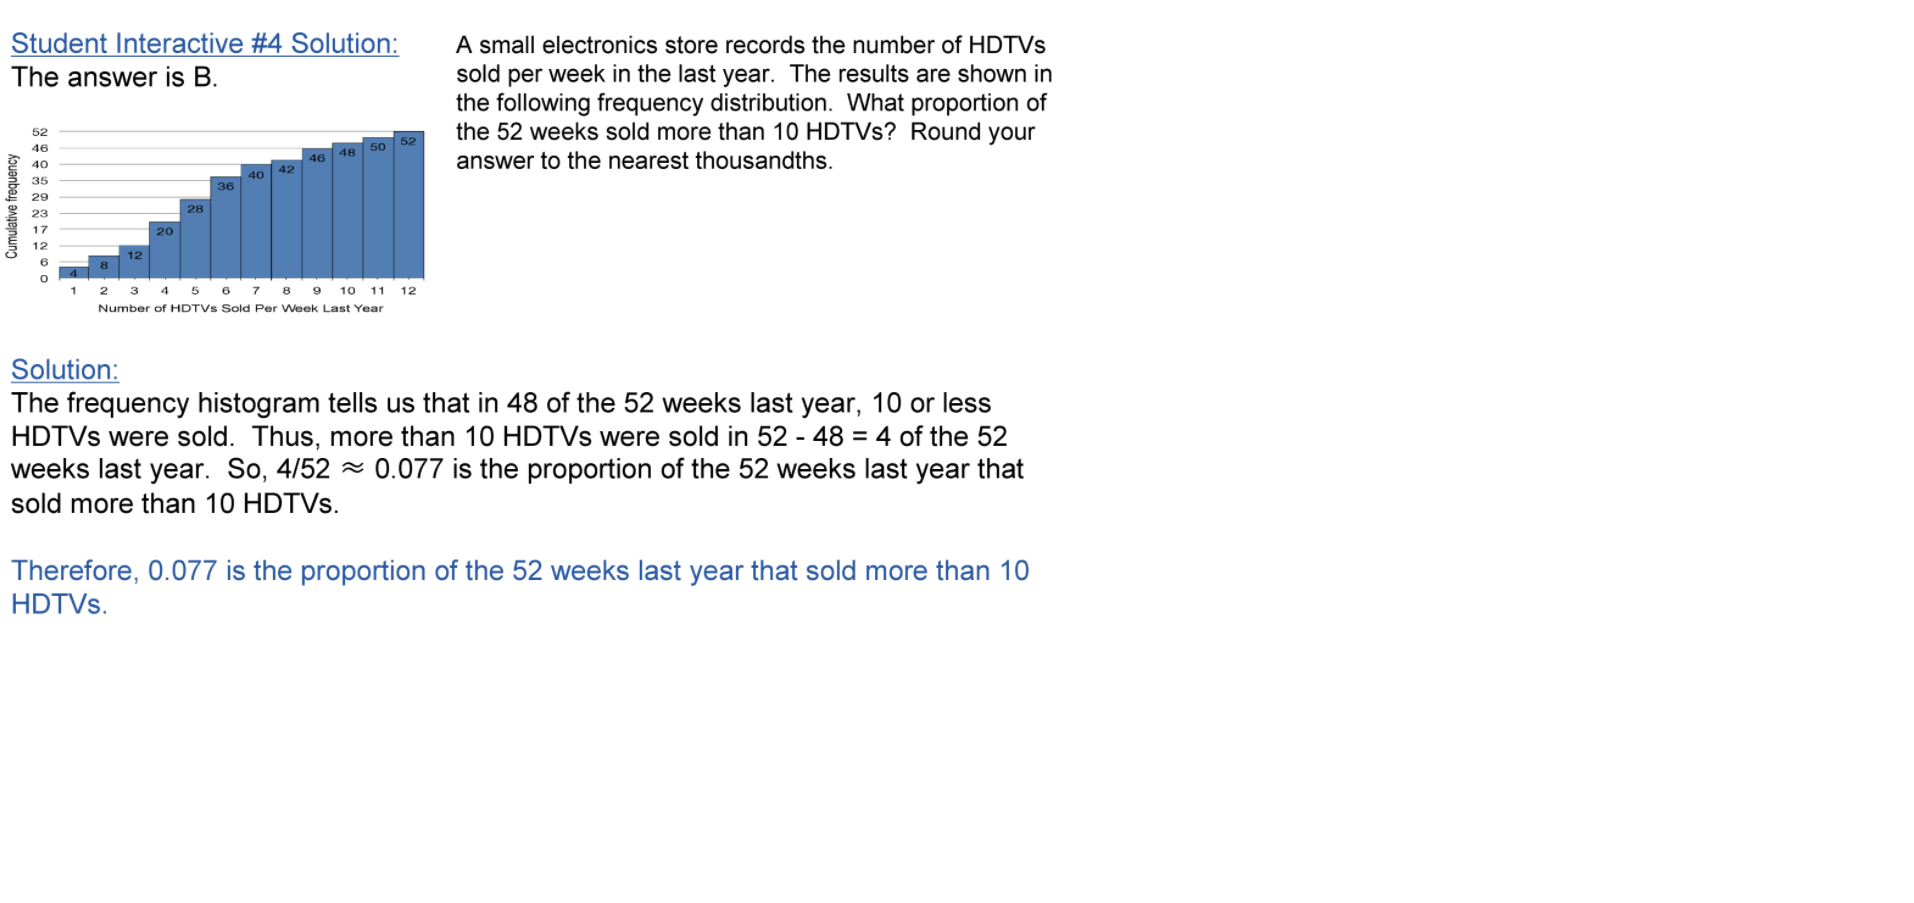 Student Interactive #4 Solution:
The answer is B.
A small electronics store records the number of HDTVs
sold per week in the last year.  The results are shown in
the following frequency distribution.  What proportion of
the 52 weeks sold more than 10 HDTVs?  Round your
answer to the nearest thousandths.
Cumulative frequency
52
46
40
35
29
23
17
12
6
0
4
8
12
20
28
36
40
42
46
48
50
52
1 2 3 4 5 6 7 8 9 10 11 12
Number of HDTVs Sold Per Week Last Year
Solution:
The frequency histogram tells us that in 48 of the 52 weeks last year, 10 or less
HDTVs were sold.  Thus, more than 10 HDTVs were sold in 52 - 48 = 4 of the 52
weeks last year.  So, 4/52 ≈ 0.077 is the proportion of the 52 weeks last year that
sold more than 10 HDTVs.
Therefore, 0.077 is the proportion of the 52 weeks last year that sold more than 10
HDTVs.